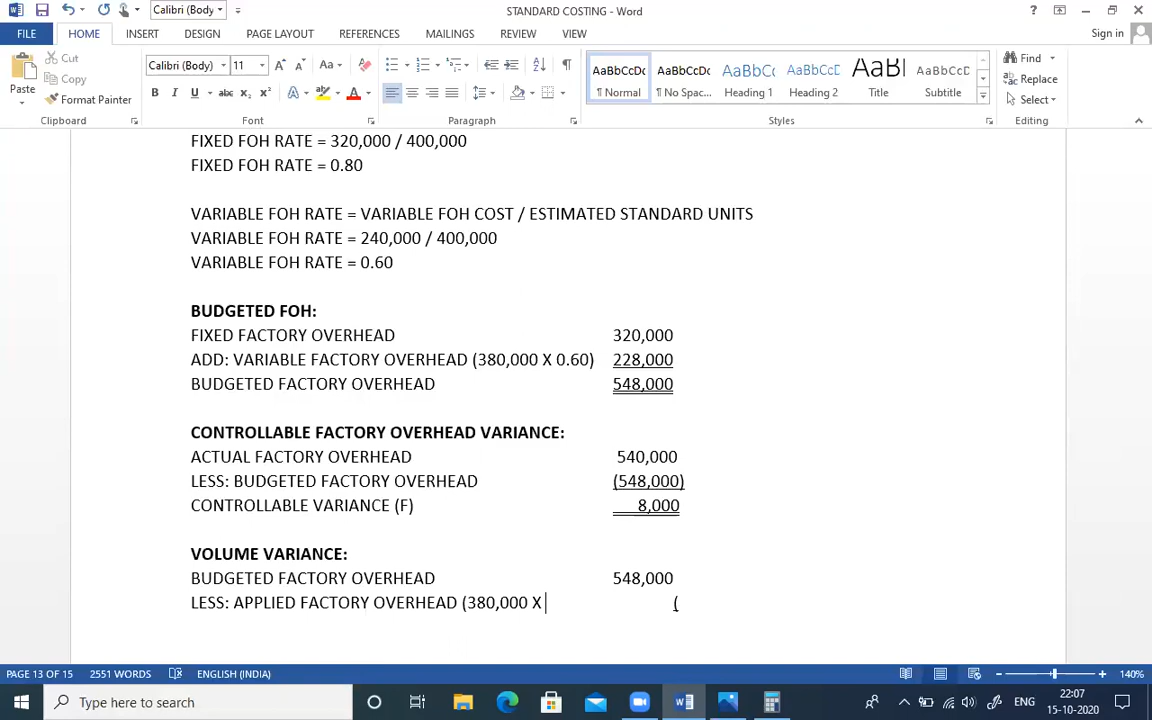 Calibri (Body
STANDARD COSTING - Word
?
FILE HOME INSERT DESIGN PAGE LAYOUT REFERENCES MAILINGS REVIEW VIEW Sign in
Paste
Cut
Copy
Format Painter
Clipboard
Calibri (Body) 11
Font
Paragraph
AaBbCcDc AaBbCcDc AaBbCc AaBbCcC AaBbCcD
¶ Normal ¶ No Spac... Heading 1 Heading 2 Title Subtitle
Styles
Find
Replace
Select
Editing
FIXED FOH RATE = 320,000 / 400,000
FIXED FOH RATE = 0.80
VARIABLE FOH RATE = VARIABLE FOH COST / ESTIMATED STANDARD UNITS
VARIABLE FOH RATE = 240,000 / 400,000
VARIABLE FOH RATE = 0.60
BUDGETED FOH:
FIXED FACTORY OVERHEAD 320,000
ADD: VARIABLE FACTORY OVERHEAD (380,000 X 0.60) 228,000
BUDGETED FACTORY OVERHEAD 548,000
CONTROLLABLE FACTORY OVERHEAD VARIANCE:
ACTUAL FACTORY OVERHEAD 540,000
LESS: BUDGETED FACTORY OVERHEAD (548,000)
CONTROLLABLE VARIANCE (F) 8,000
VOLUME VARIANCE:
BUDGETED FACTORY OVERHEAD 548,000
LESS: APPLIED FACTORY OVERHEAD (380,000 X (
PAGE 13 OF 15 2551 WORDS ENGLISH (INDIA) 140%
Type here to search
ENG
22:07
15-10-2020